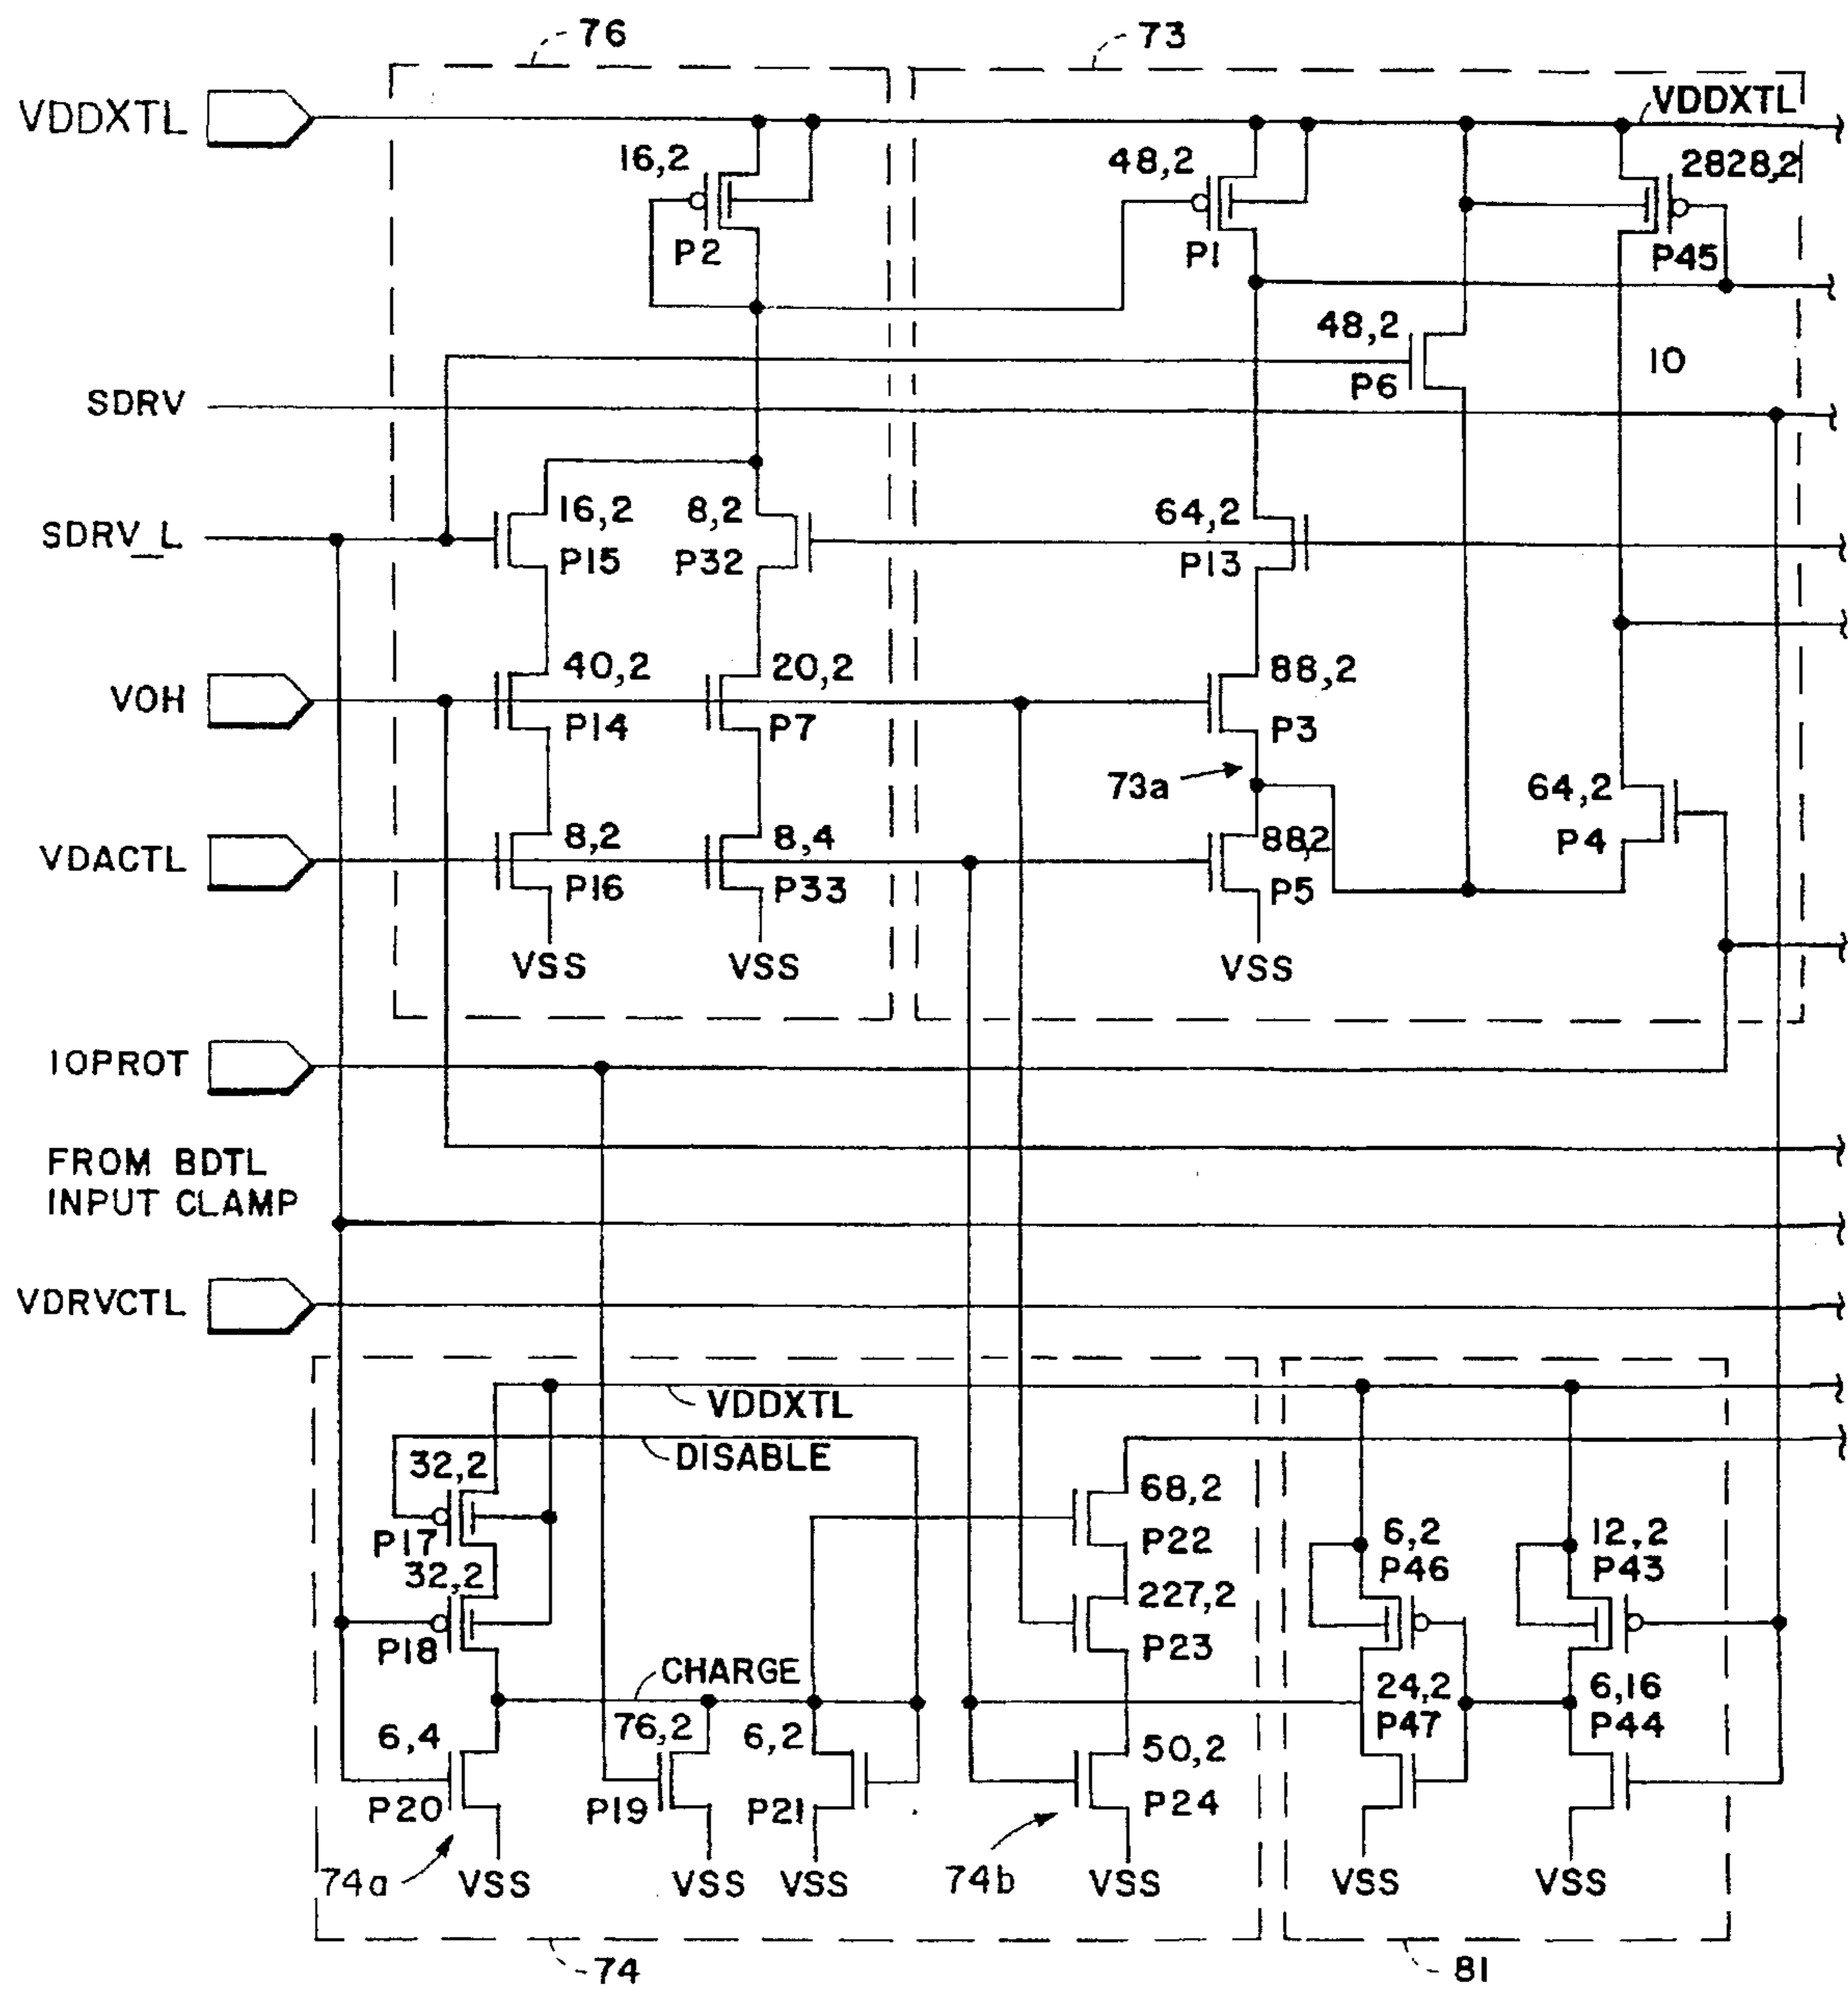 76
73
VDDXTL
VDDXTL
16,2
P2
48,2
P1
2828,2
P45
48,2
P6
10
SDRV
SDRV_L
16,2
P15
8,2
P32
64,2
P13
VOH
40,2
P14
20,2
P7
88,2
P3
73a
64,2
P4
VDACTL
8,2
P16
8,4
P33
88,2
P5
VSS
VSS
VSS
IOPROT
FROM BDTL
INPUT CLAMP
VDRVCTL
VDDXTL
DISABLE
32,2
P17
32,2
P18
68,2
P22
227,2
P23
6,2
P46
12,2
P43
CHARGE
6,4
P20
76,2
P19
6,2
P21
50,2
P24
24,2
P47
6,16
P44
74a
VSS
VSS
VSS
74b
VSS
VSS
VSS
74
81